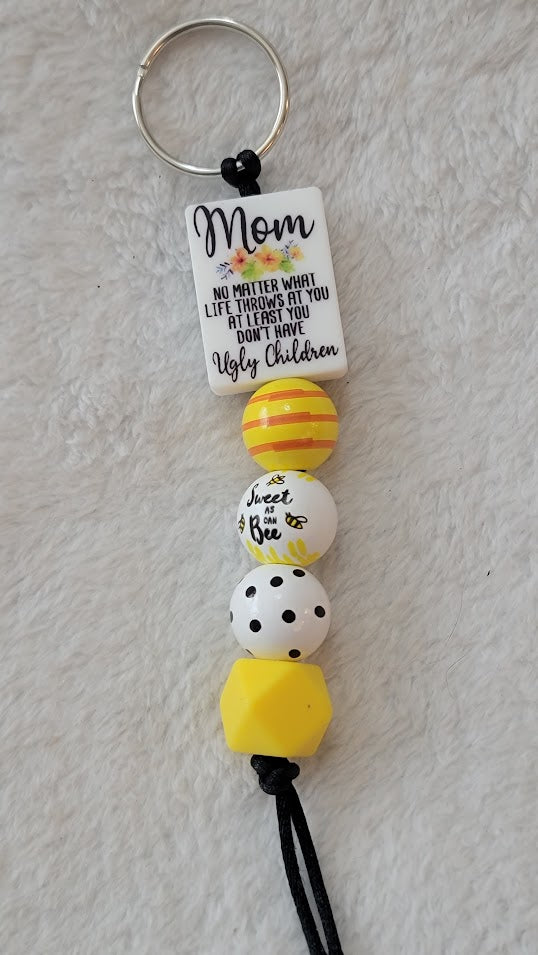 Mom
NO MATTER WHAT
LIFE THROWS AT YOU
AT LEAST YOU
DON'T HAVE
Ugly Children
Sweet
AS
CAN
Bee